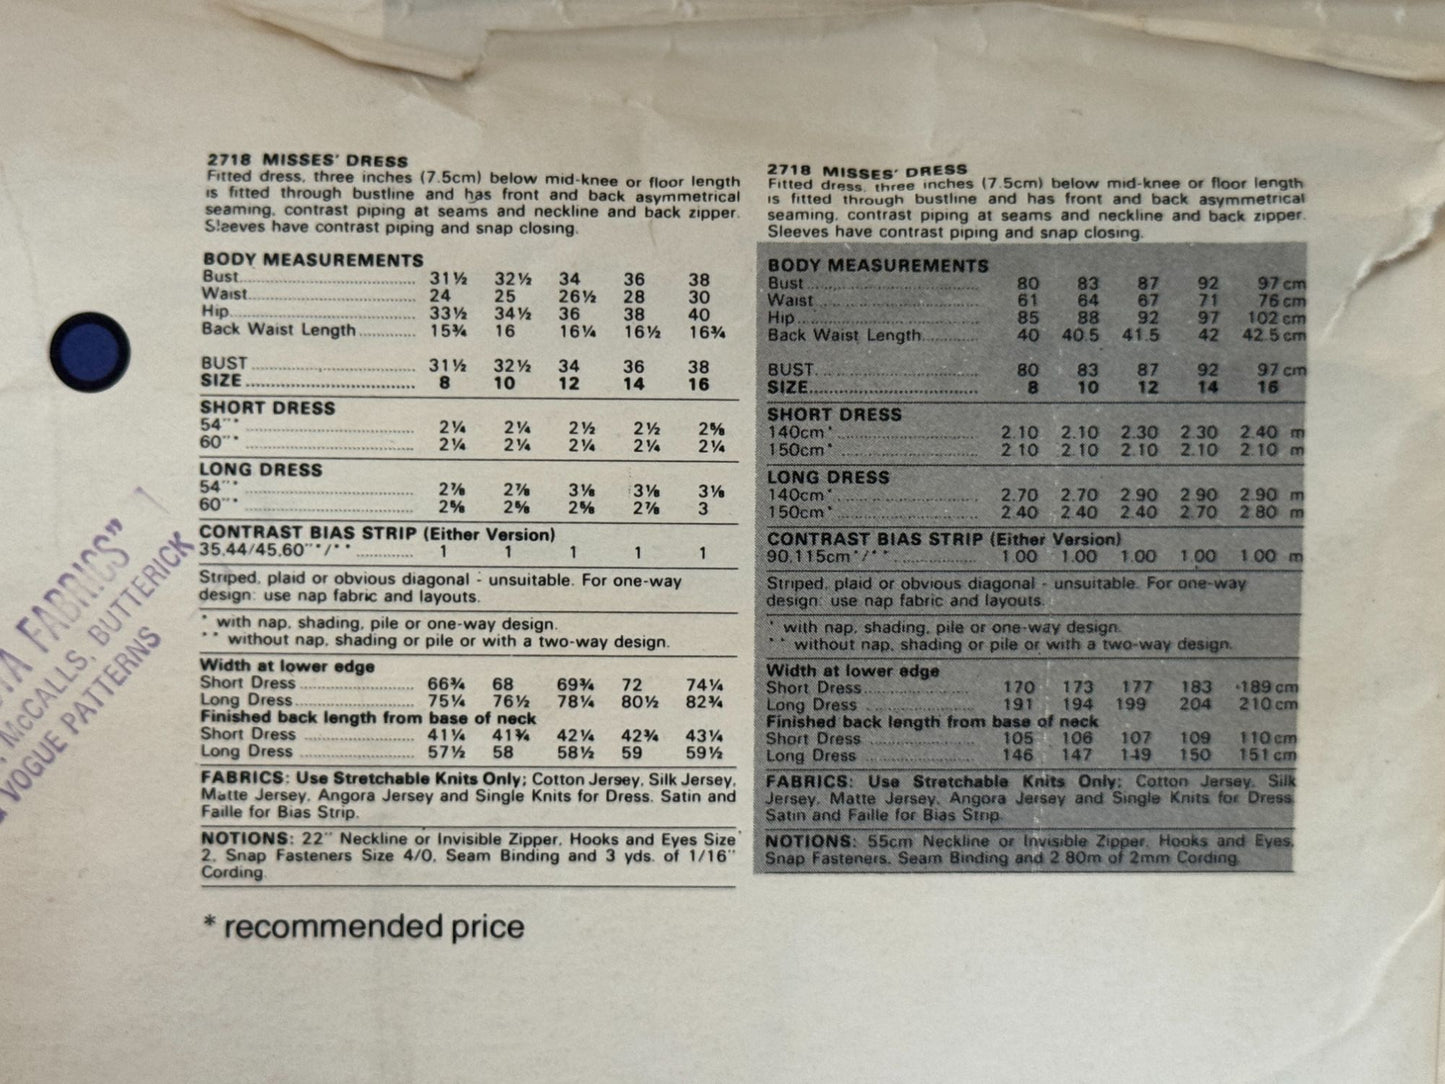 2718 MISSES' DRESS
Fitted dress, three inches (7.5cm) below mid-knee or floor length
is fitted through bustline and has front and back asymmetrical
seaming, contrast piping at seams and neckline and back zipper.
Sleeves have contrast piping and snap closing.
BODY MEASUREMENTS
Bust 31½ 32½ 34 36 38
Waist 24 25 26½ 28 30
Hip 33½ 34½ 36 38 40
Back Waist Length 15¾ 16 16¼ 16½ 16¾
BUST 31½ 32½ 34 36 38
SIZE 8 10 12 14 16
SHORT DRESS
54"* 2¼ 2¼ 2½ 2½ 2⅝
60"* 2¼ 2¼ 2¼ 2¼ 2¼
LONG DRESS
54"* 2⅞ 2⅞ 3⅛ 3⅛ 3⅛
60"* 2⅝ 2⅝ 2⅝ 2⅞ 3
CONTRAST BIAS STRIP (Either Version)
35,44/45,60"*/** 1 1 1 1 1
Striped, plaid or obvious diagonal - unsuitable. For one-way
design: use nap fabric and layouts.
* with nap, shading, pile or one-way design.
** without nap, shading or pile or with a two-way design.
Width at lower edge
Short Dress 66¾ 68 69¾ 72 74¼
Long Dress 75¼ 76½ 78¼ 80½ 82¾
Finished back length from base of neck
Short Dress 41¼ 41¾ 42¼ 42¾ 43¼
Long Dress 57½ 58 58½ 59 59½
FABRICS: Use Stretchable Knits Only; Cotton Jersey, Silk Jersey,
Matte Jersey, Angora Jersey and Single Knits for Dress. Satin and
Faille for Bias Strip.
NOTIONS: 22" Neckline or Invisible Zipper, Hooks and Eyes Size
2, Snap Fasteners Size 4/0, Seam Binding and 3 yds. of 1/16"
Cording.
* recommended price
2718 MISSES' DRESS
Fitted dress, three inches (7.5cm) below mid-knee or floor length
is fitted through bustline and has front and back asymmetrical
seaming, contrast piping at seams and neckline and back zipper.
Sleeves have contrast piping and snap closing.
BODY MEASUREMENTS
Bust 80 83 87 92 97 cm
Waist 61 64 67 71 76 cm
Hip 85 88 92 97 102 cm
Back Waist Length 40 40.5 41.5 42 42.5 cm
BUST 80 83 87 92 97 cm
SIZE 8 10 12 14 16
SHORT DRESS
140cm* 2.10 2.10 2.30 2.30 2.40 m
150cm* 2.10 2.10 2.10 2.10 2.10 m
LONG DRESS
140cm* 2.70 2.70 2.90 2.90 2.90 m
150cm* 2.40 2.40 2.40 2.70 2.80 m
CONTRAST BIAS STRIP (Either Version)
90,115cm*/** 1.00 1.00 1.00 1.00 1.00 m
Striped, plaid or obvious diagonal - unsuitable. For one-way
design: use nap fabric and layouts.
* with nap, shading, pile or one-way design.
** without nap, shading or pile or with a two-way design.
Width at lower edge
Short Dress 170 173 177 183 189 cm
Long Dress 191 194 199 204 210 cm
Finished back length from base of neck
Short Dress 105 106 107 109 110 cm
Long Dress 146 147 149 150 151 cm
FABRICS: Use Stretchable Knits Only; Cotton Jersey, Silk
Jersey, Matte Jersey, Angora Jersey and Single Knits for Dress.
Satin and Faille for Bias Strip.
NOTIONS: 55cm Neckline or Invisible Zipper, Hooks and Eyes,
Snap Fasteners, Seam Binding and 2.80m of 2mm Cording.
FABRICS"
McCALLS, BUTTERICK
VOGUE PATTERNS